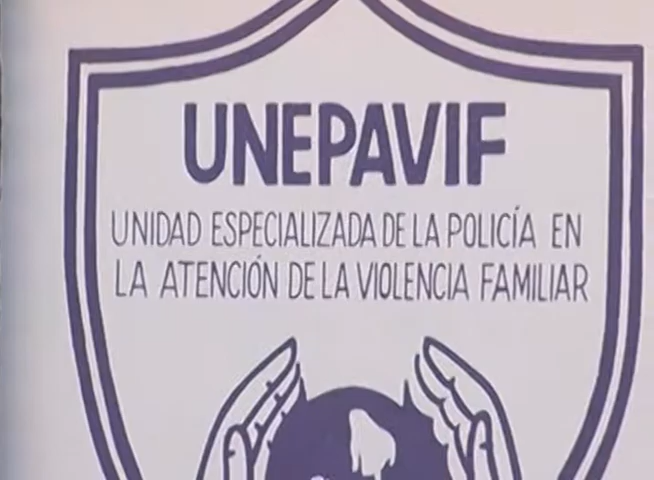 UNEPAVIF
UNIDAD ESPECIALIZADA DE LA POLICÍA EN
LA ATENCIÓN DE LA VIOLENCIA FAMILIAR